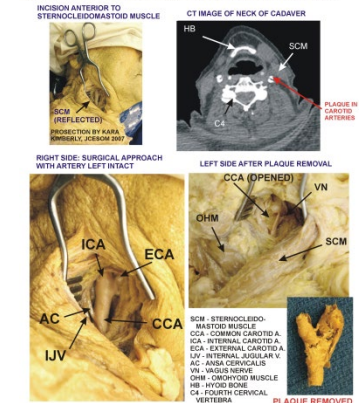 INCISION ANTERIOR TO
STERNOCLEIDOMASTOID MUSCLE
SCM
(REFLECTED)
PROSECTION BY KARA
KIMBERLY, JCESOM 2007
CT IMAGE OF NECK OF CADAVER
HB
SCM
PLAQUE IN
CAROTID
ARTERIES
C4
RIGHT SIDE: SURGICAL APPROACH
WITH ARTERY LEFT INTACT
ICA
ECA
AC
CCA
IJV
LEFT SIDE AFTER PLAQUE REMOVAL
CCA (OPENED)
VN
OHM
SCM
SCM - STERNOCLEIDO-
MASTOID MUSCLE
CCA - COMMON CAROTID A.
ICA - INTERNAL CAROTID A.
ECA - EXTERNAL CAROTID A.
IJV - INTERNAL JUGULAR V.
AC - ANSA CERVICALIS
VN - VAGUS NERVE
OHM - OMOHYOID MUSCLE
HB - HYOID BONE
C4 - FOURTH CERVICAL
VERTEBRA
PLAQUE REMOVED